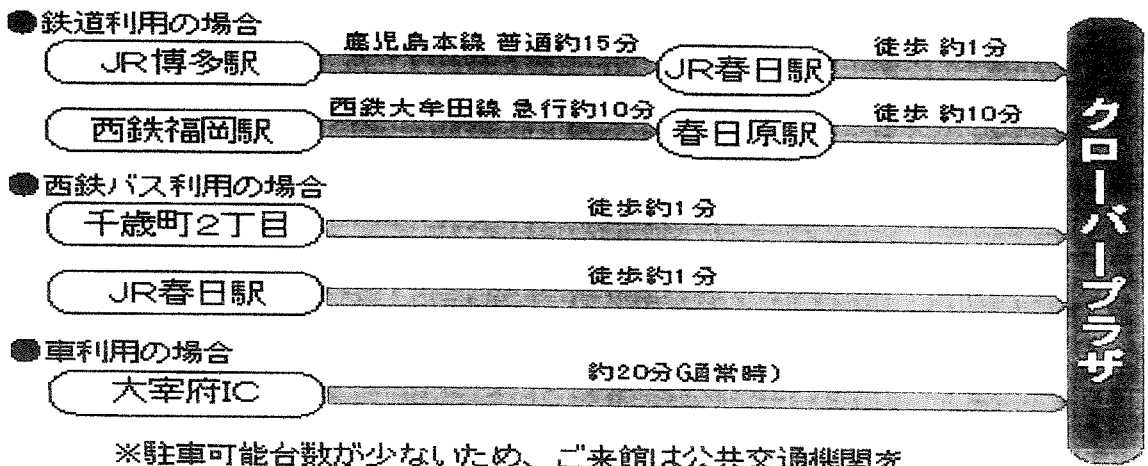 ●鉄道利用の場合
JR博多駅 鹿児島本線 普通約15分 JR春日駅 徒歩 約1分
西鉄福岡駅 西鉄大牟田線 急行約10分 春日原駅 徒歩 約10分
●西鉄バス利用の場合
千歳町2丁目 徒歩約1分
JR春日駅 徒歩約1分
●車利用の場合
大宰府IC 約20分(通常時)
クローバープラザ
※駐車可能台数が少ないため、ご来館は公共交通機関を